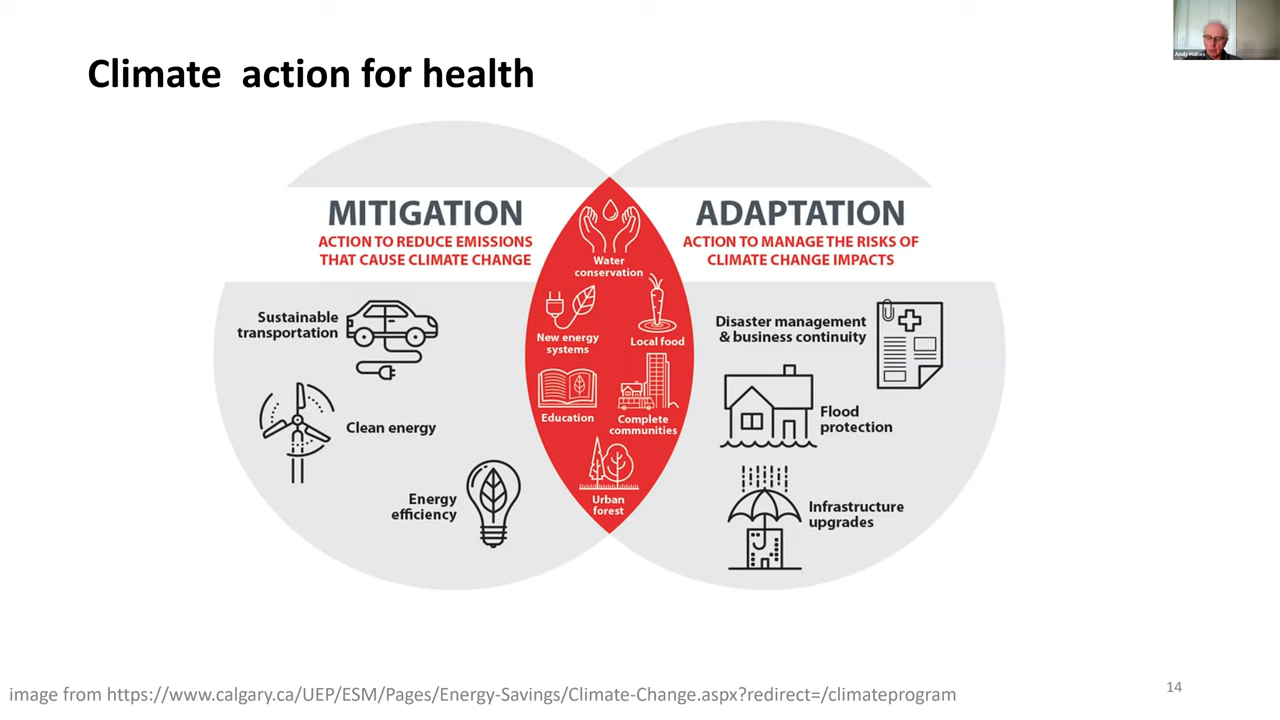 Climate action for health
Andy Haines
MITIGATION
ACTION TO REDUCE EMISSIONS
THAT CAUSE CLIMATE CHANGE
Sustainable
transportation
Clean energy
Energy
efficiency
Water
conservation
New energy
systems
Local food
Education
Complete
communities
Urban
forest
ADAPTATION
ACTION TO MANAGE THE RISKS OF
CLIMATE CHANGE IMPACTS
Disaster management
& business continuity
Flood
protection
Infrastructure
upgrades
image from https://www.calgary.ca/UEP/ESM/Pages/Energy-Savings/Climate-Change.aspx?redirect=/climateprogram
14